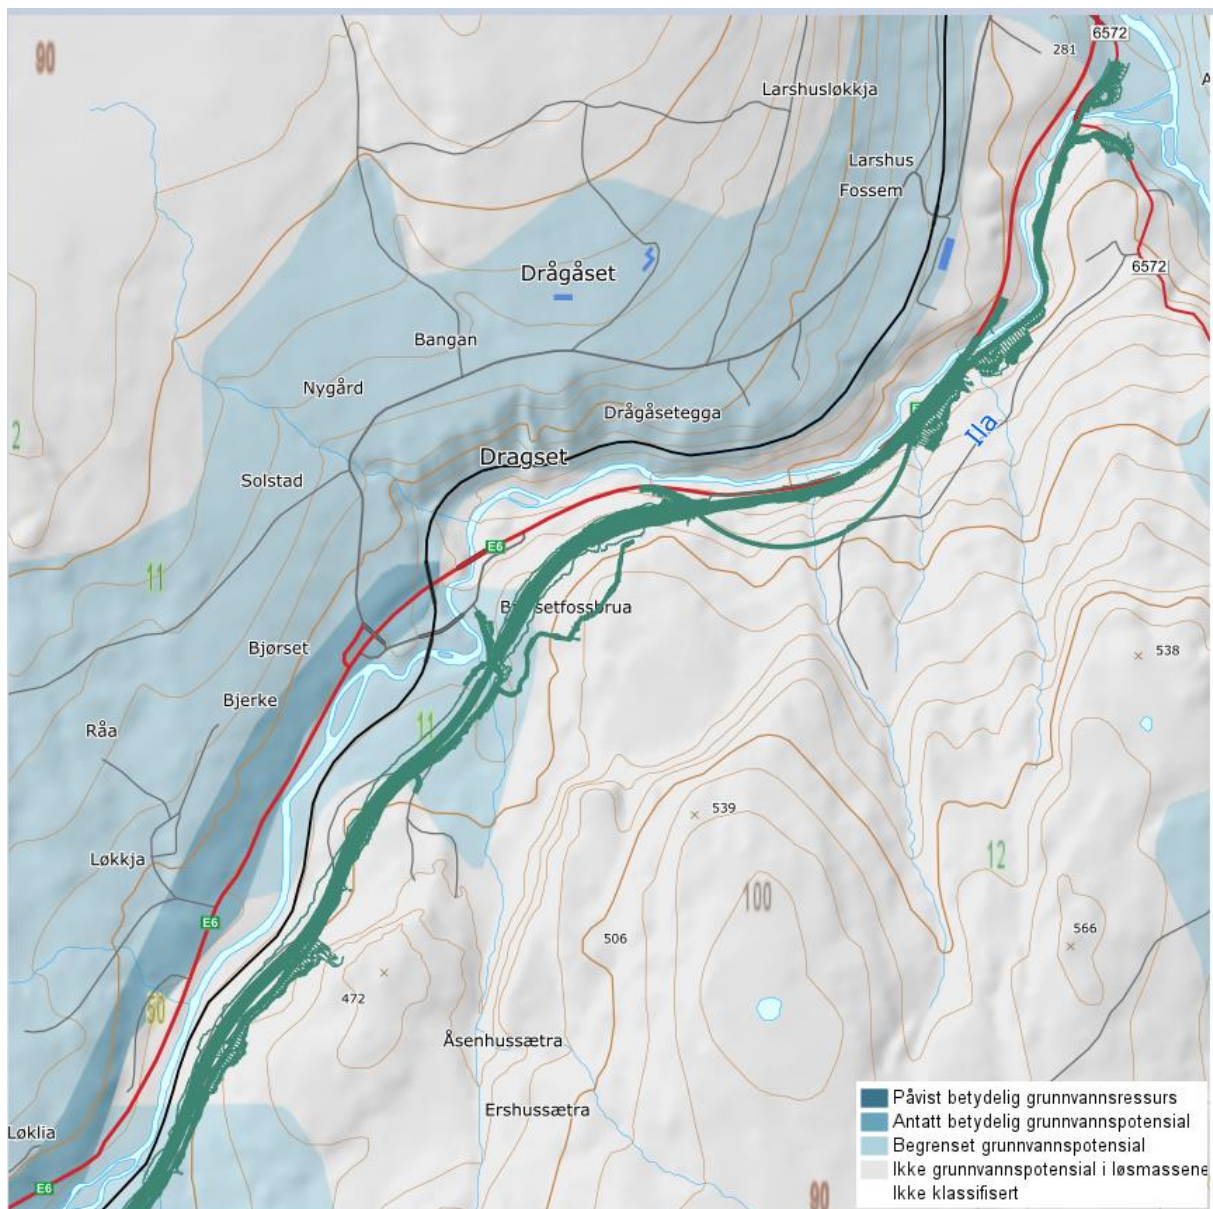 6572
281
90
Larshusløkkja
Larshus
Fossem
6572
Drågåset
Bangan
Nygård
Drågåsetegga
2
Ila
Dragset
Solstad
E6
11
Bjørset
538
Bjerke
11
Råa
539
Løkkja
12
100
E6
566
506
472
50
Åsenhussætra
Ershussætra
Løklia
E6
90
Påvist betydelig grunnvannsressurs
Antatt betydelig grunnvannspotensial
Begrenset grunnvannspotensial
Ikke grunnvannspotensial i løsmassene
Ikke klassifisert